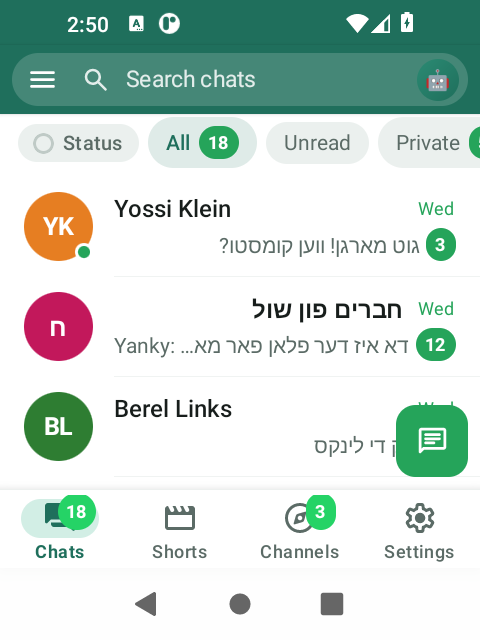 2:50
Search chats
Status
All 18
Unread
Private
Yossi Klein
Wed
גוט מארגן! ווען קומסטו?
3
חברים פון שול
Wed
Yanky: דא איז דער פלאן פאר מא...
12
Berel Links
די לינקס
YK
ח
BL
18
3
Chats
Shorts
Channels
Settings